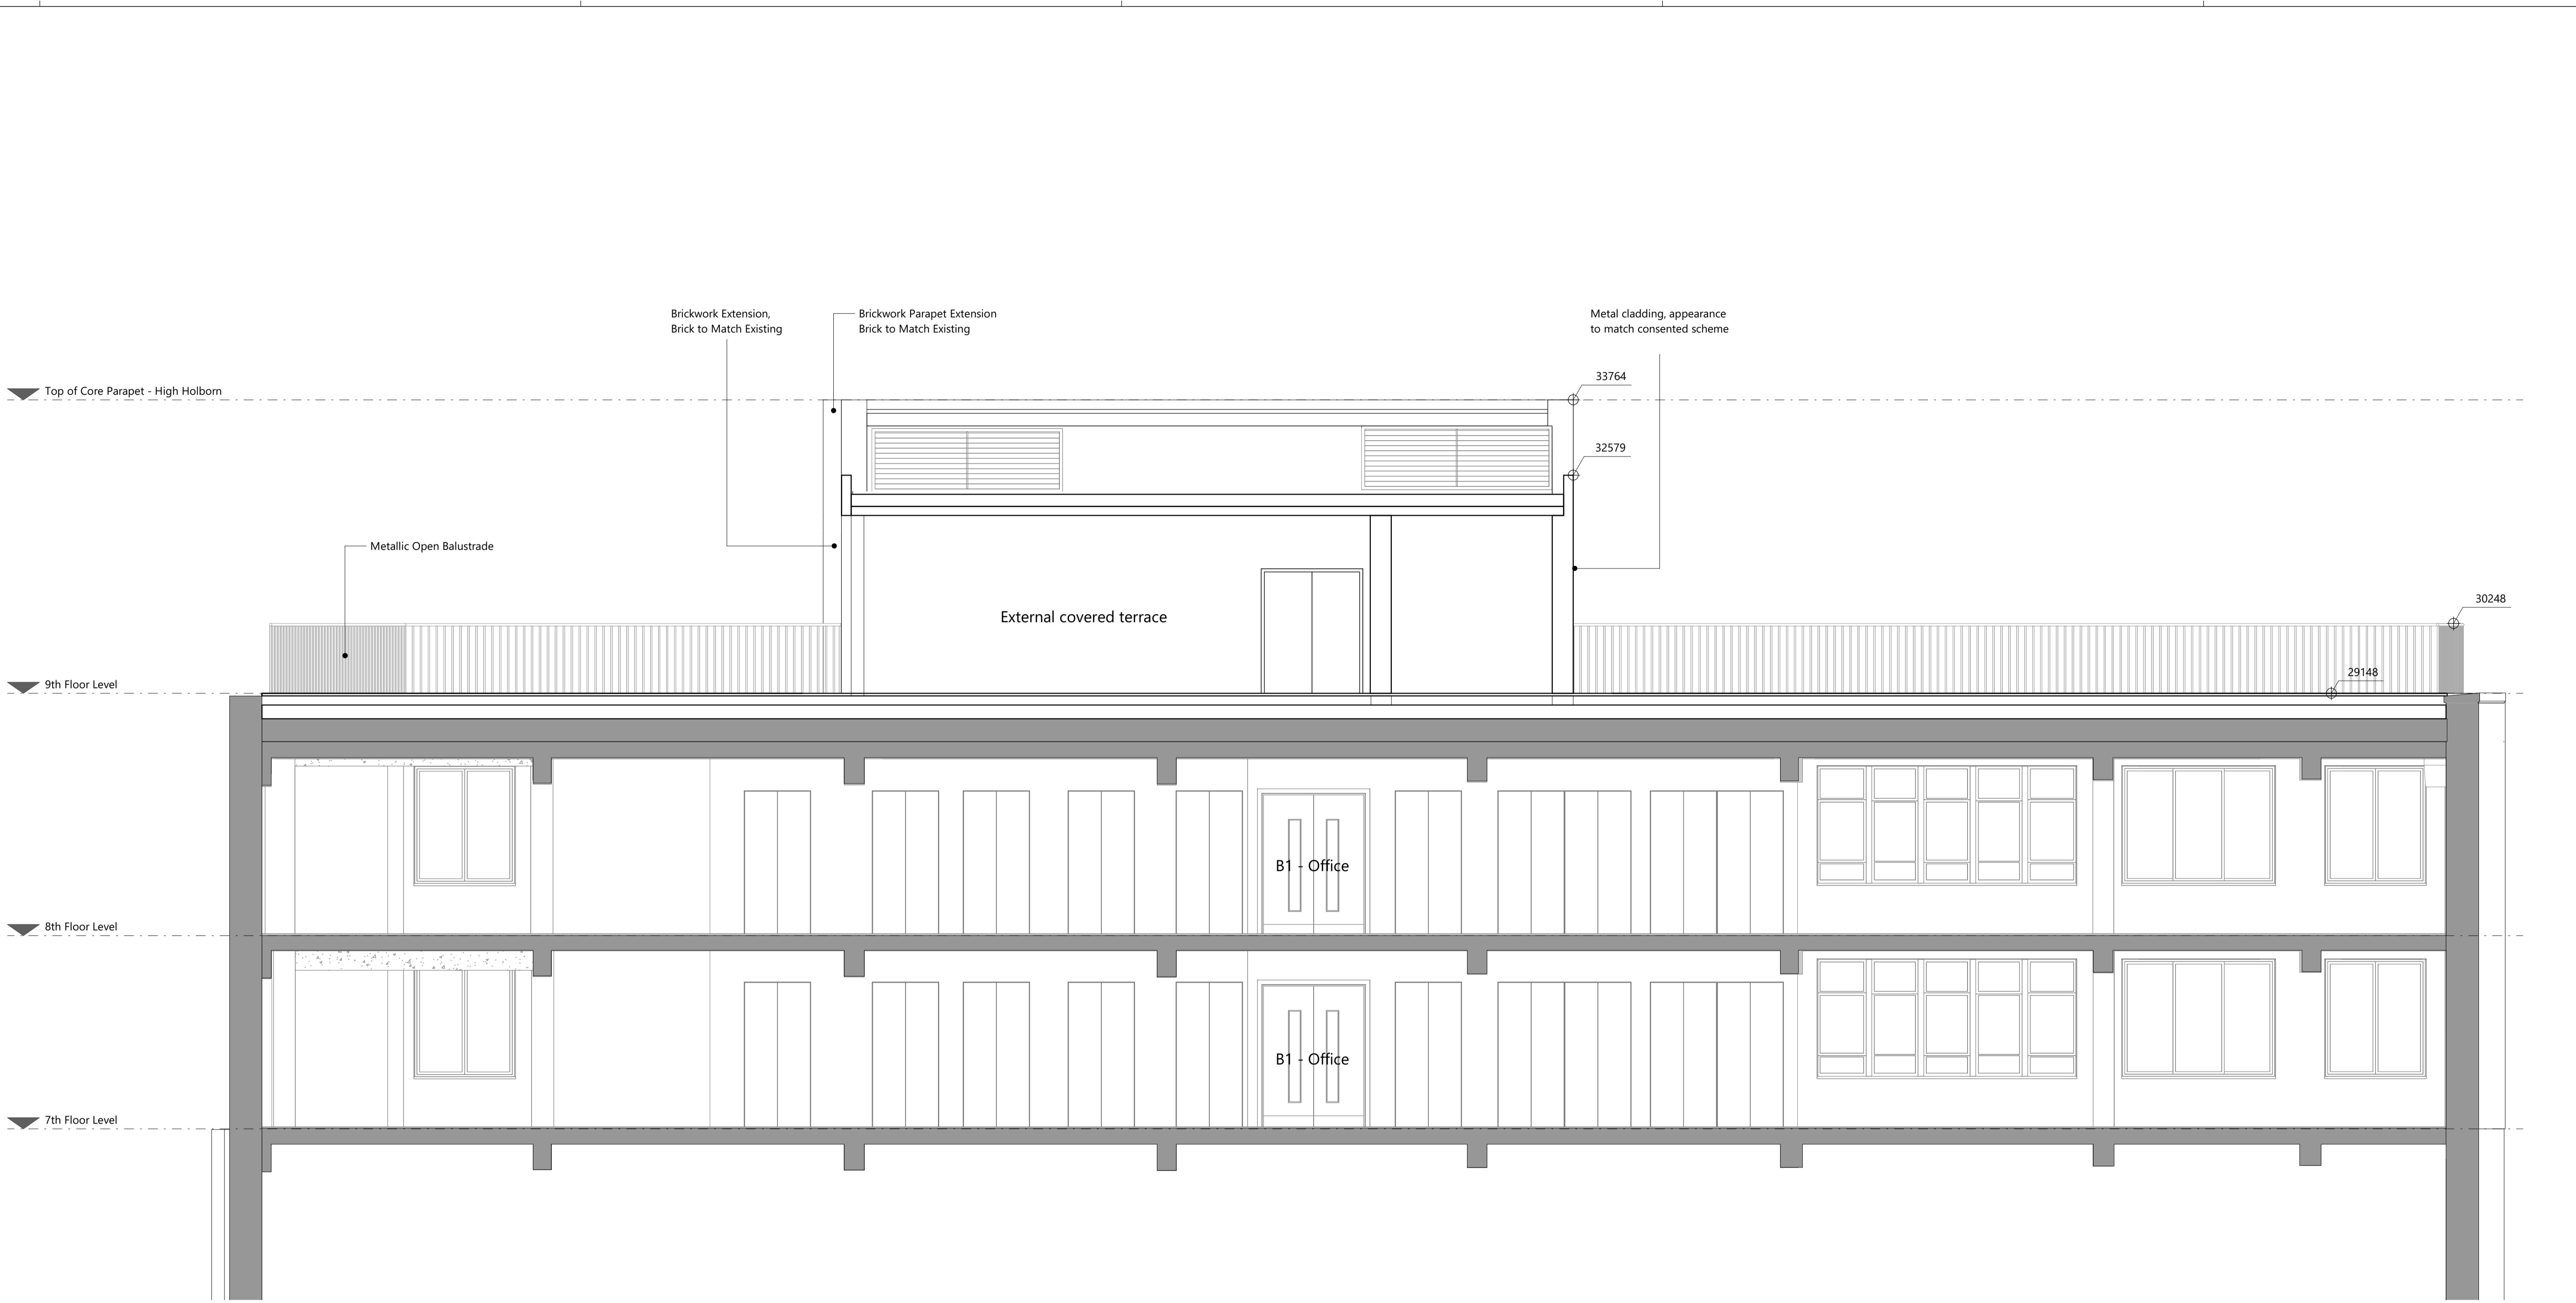 Brickwork Extension,
Brick to Match Existing
Brickwork Parapet Extension
Brick to Match Existing
Metal cladding, appearance
to match consented scheme
33764
Top of Core Parapet - High Holborn
32579
Metallic Open Balustrade
30248
External covered terrace
29148
9th Floor Level
B1 - Office
8th Floor Level
B1 - Office
7th Floor Level